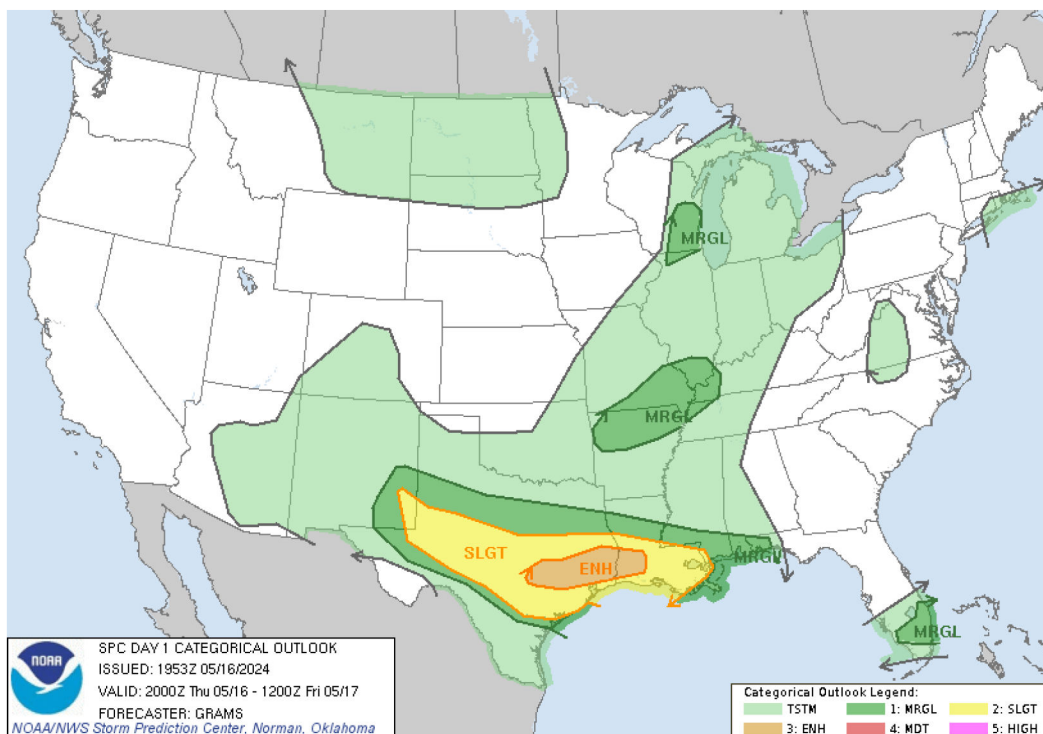 MRGL
MRGL
SLGT
ENH
MRGL
MRGL
NOAA
SPC DAY 1 CATEGORICAL OUTLOOK
ISSUED: 1953Z 05/16/2024
VALID: 2000Z Thu 05/16 - 1200Z Fri 05/17
FORECASTER: GRAMS
NOAA/NWS Storm Prediction Center, Norman, Oklahoma
Categorical Outlook Legend:
TSTM 1: MRGL 2: SLGT
3: ENH 4: MDT 5: HIGH